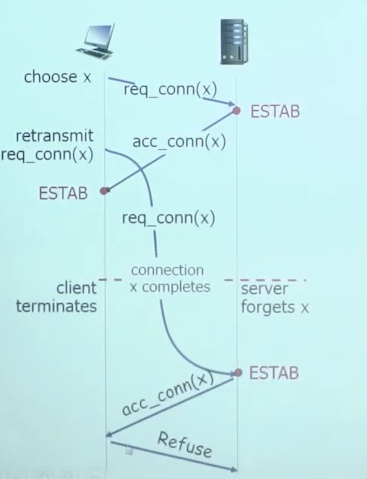 choose x
req_conn(x)
ESTAB
retransmit
req_conn(x)
acc_conn(x)
ESTAB
req_conn(x)
connection
x completes
client
terminates
server
forgets x
ESTAB
acc_conn(x)
Refuse